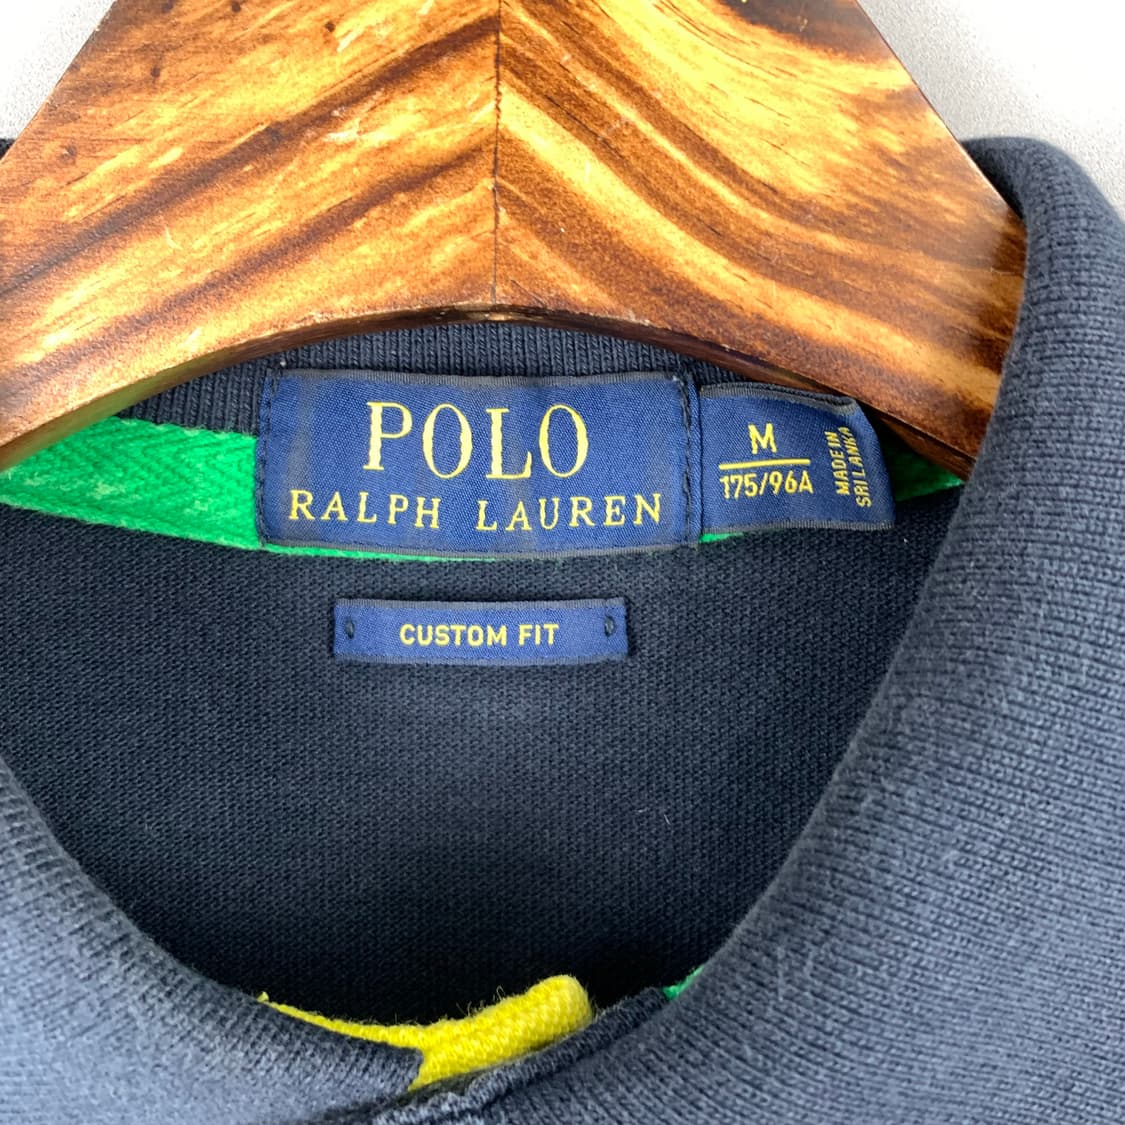 POLO
RALPH LAUREN
M
175/96A
MADE IN
SRI LANKA
CUSTOM FIT